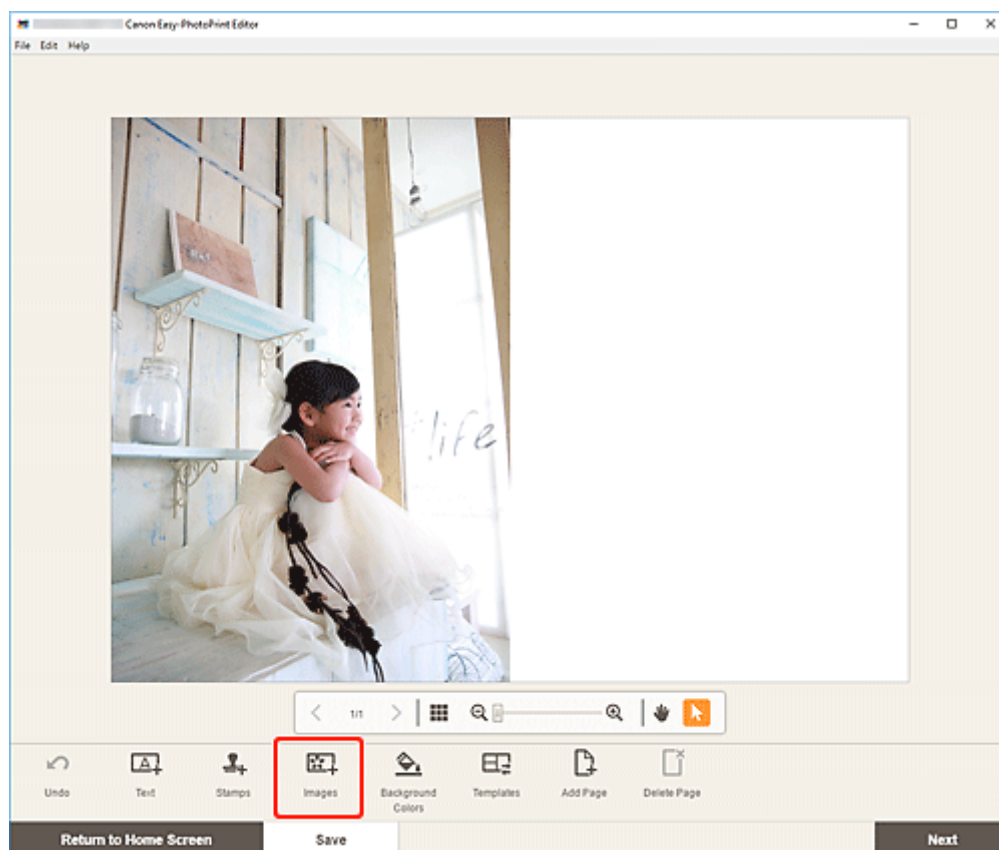 Canon Easy-PhotoPrint Editor
File Edit Help
life
1/1
Undo
Text
Stamps
Images
Background Colors
Templates
Add Page
Delete Page
Return to Home Screen
Save
Next